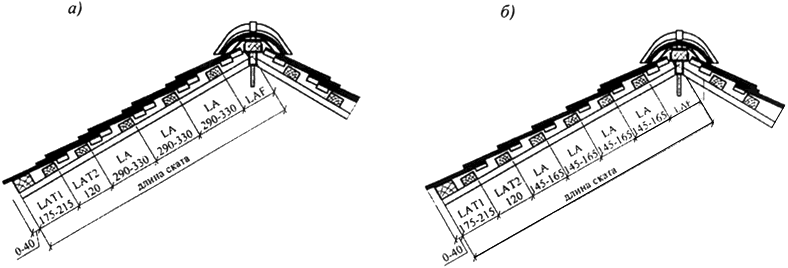 а)
LAT1
175-215
LAT2
120
LA
290-330
LA
290-330
LA
290-330
LAF
длина ската
0-40
б)
LAT1
175-215
LAT2
120
LA
145-165
LA
145-165
LA
145-165
LA
145-165
LAF
длина ската
0-40